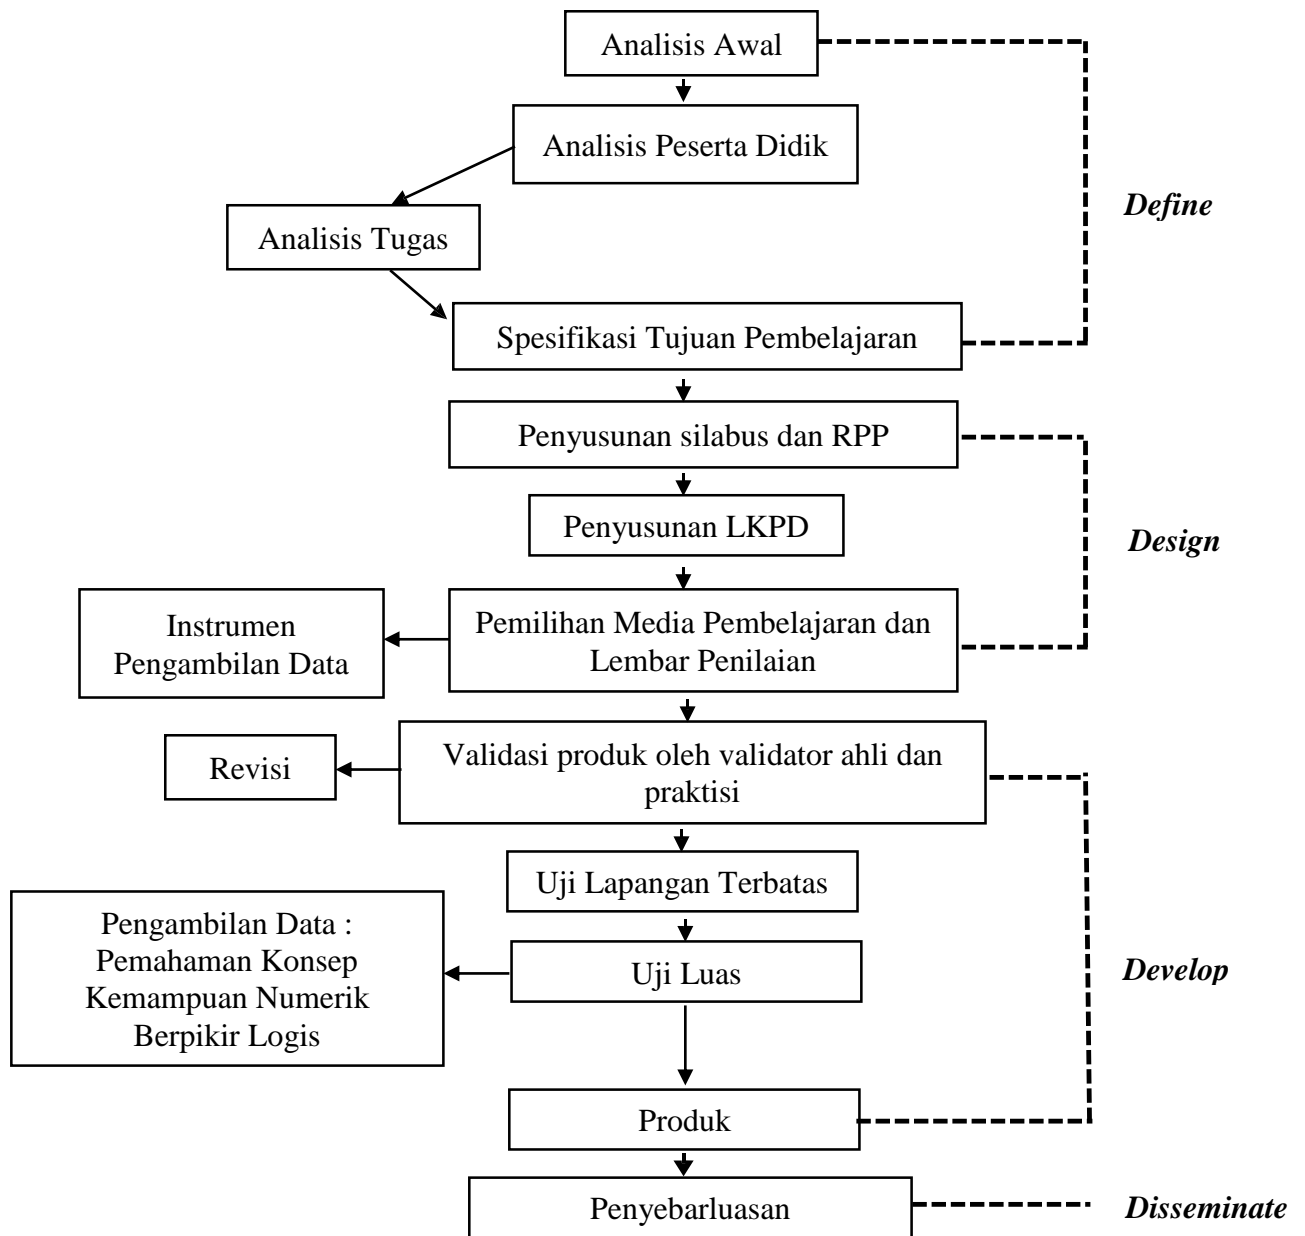 Analisis Awal
Analisis Peserta Didik
Define
Analisis Tugas
Spesifikasi Tujuan Pembelajaran
Penyusunan silabus dan RPP
Penyusunan LKPD
Design
Instrumen
Pengambilan Data
Pemilihan Media Pembelajaran dan
Lembar Penilaian
Revisi
Validasi produk oleh validator ahli dan
praktisi
Uji Lapangan Terbatas
Pengambilan Data :
Pemahaman Konsep
Kemampuan Numerik
Berpikir Logis
Uji Luas
Develop
Produk
Penyebarluasan
Disseminate